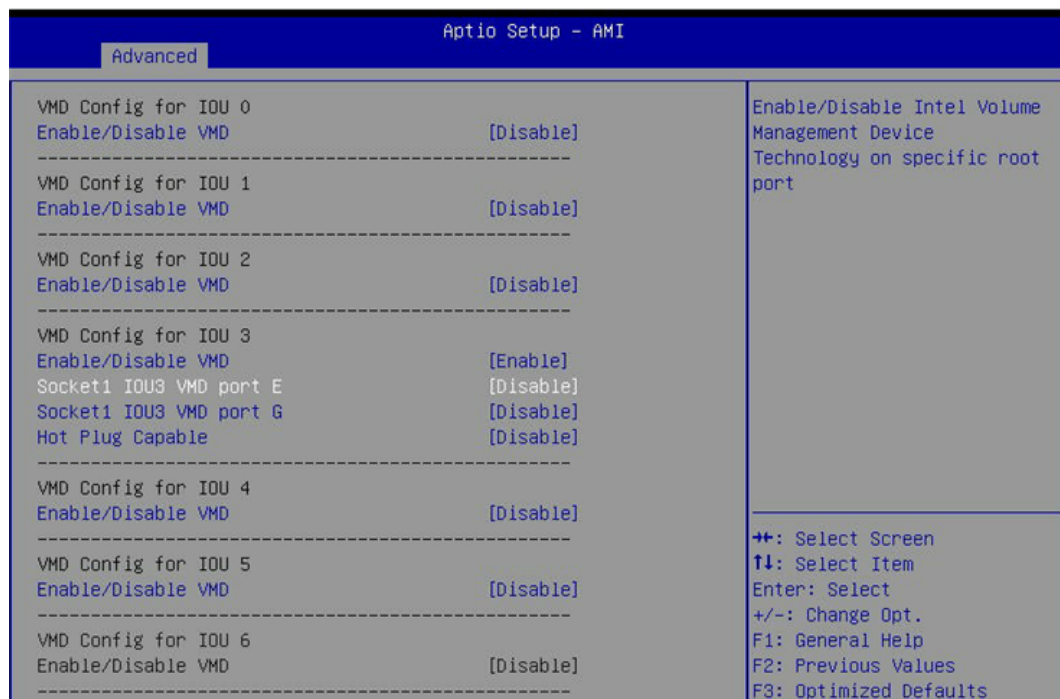 Aptio Setup - AMI
Advanced
VMD Config for IOU 0
Enable/Disable VMD [Disable]
------------------------------------------------------
VMD Config for IOU 1
Enable/Disable VMD [Disable]
------------------------------------------------------
VMD Config for IOU 2
Enable/Disable VMD [Disable]
------------------------------------------------------
VMD Config for IOU 3
Enable/Disable VMD [Enable]
Socket1 IOU3 VMD port E [Disable]
Socket1 IOU3 VMD port G [Disable]
Hot Plug Capable [Disable]
------------------------------------------------------
VMD Config for IOU 4
Enable/Disable VMD [Disable]
------------------------------------------------------
VMD Config for IOU 5
Enable/Disable VMD [Disable]
------------------------------------------------------
VMD Config for IOU 6
Enable/Disable VMD [Disable]
------------------------------------------------------
Enable/Disable Intel Volume
Management Device
Technology on specific root
port
→←: Select Screen
↑↓: Select Item
Enter: Select
+/-: Change Opt.
F1: General Help
F2: Previous Values
F3: Optimized Defaults